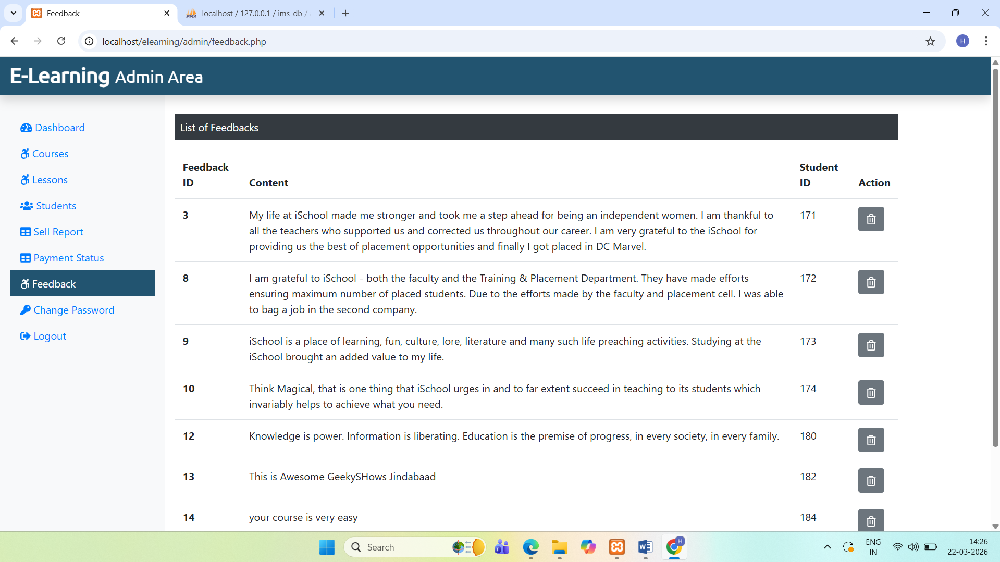 Feedback
localhost / 127.0.0.1 / ims_db /
localhost/elearning/admin/feedback.php
H
E-Learning Admin Area
Dashboard
Courses
Lessons
Students
Sell Report
Payment Status
Feedback
Change Password
Logout
List of Feedbacks
Feedback ID Content Student ID Action
3 My life at iSchool made me stronger and took me a step ahead for being an independent women. I am thankful to 171
all the teachers who supported us and corrected us throughout our career. I am very grateful to the iSchool for
providing us the best of placement opportunities and finally I got placed in DC Marvel.
8 I am grateful to iSchool - both the faculty and the Training & Placement Department. They have made efforts 172
ensuring maximum number of placed students. Due to the efforts made by the faculty and placement cell. I was able
to bag a job in the second company.
9 iSchool is a place of learning, fun, culture, lore, literature and many such life preaching activities. Studying at the 173
iSchool brought an added value to my life.
10 Think Magical, that is one thing that iSchool urges in and to far extent succeed in teaching to its students which 174
invariably helps to achieve what you need.
12 Knowledge is power. Information is liberating. Education is the premise of progress, in every society, in every family. 180
13 This is Awesome GeekySHows Jindabaad 182
14 your course is very easy 184
Search
ENG
IN
14:26
22-03-2026